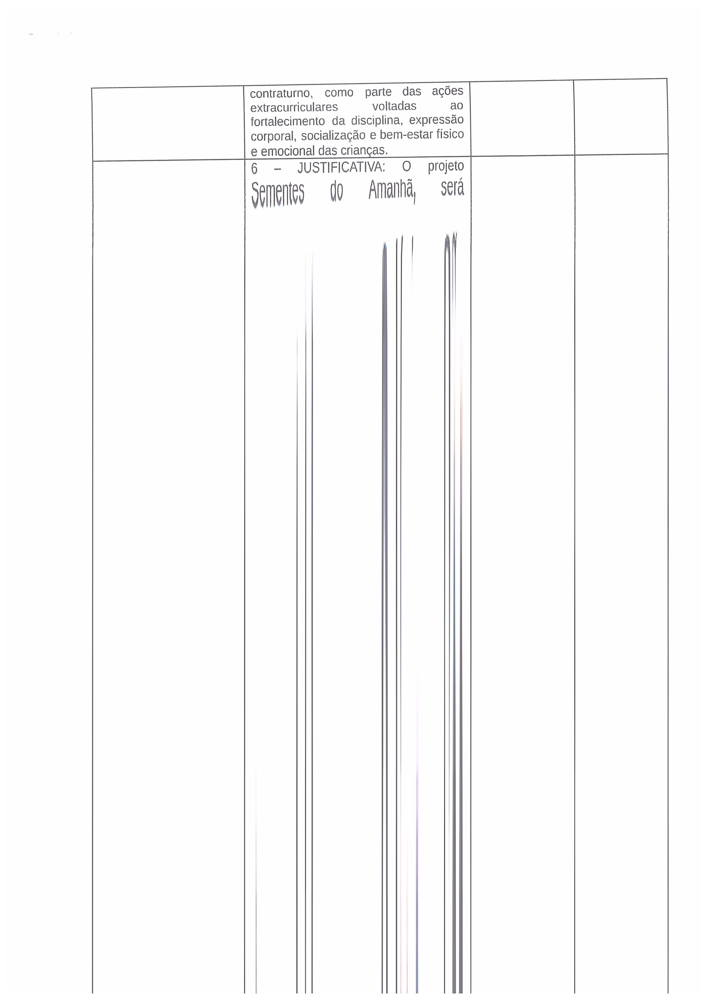 contraturno, como parte das ações
extracurriculares voltadas ao
fortalecimento da disciplina, expressão
corporal, socialização e bem-estar físico
e emocional das crianças.
6 – JUSTIFICATIVA: O projeto
Sementes do Amanhã, será